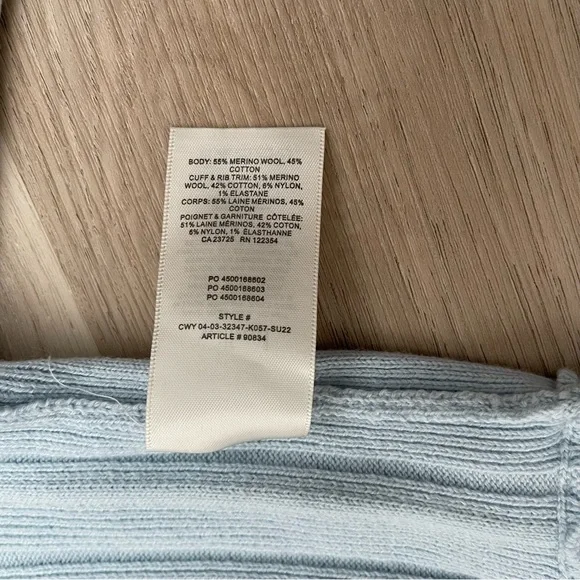 BODY: 55% MERINO WOOL, 45%
COTTON
CUFF & RIB TRIM: 51% MERINO
WOOL, 42% COTTON, 6% NYLON,
1% ELASTANE
CORPS: 55% LAINE MÉRINOS, 45%
COTON
POIGNET & GARNITURE CÔTELÉE:
51% LAINE MÉRINOS, 42% COTON,
6% NYLON, 1% ÉLASTHANNE
CA 23725 RN 122354
PO 4500168602
PO 4500168603
PO 4500168604
STYLE #
CWY 04-03-32347-K057-SU22
ARTICLE # 90834